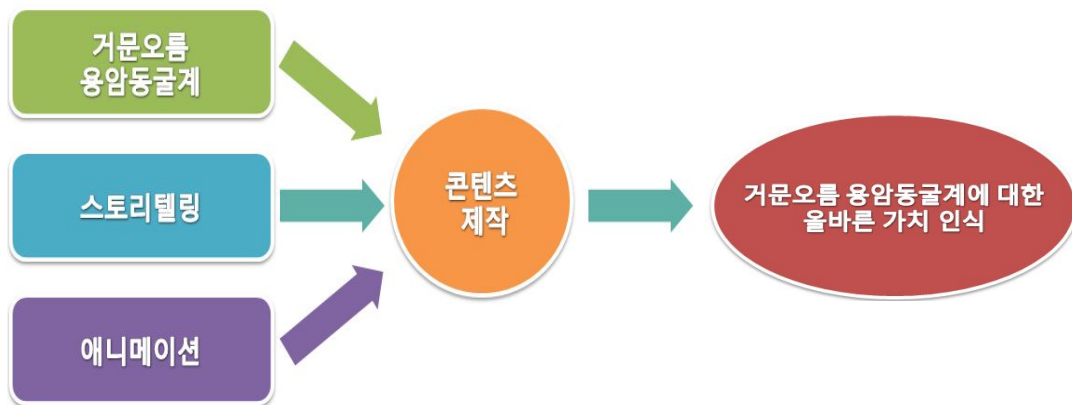 거문오름
용암동굴계
스토리텔링
애니메이션
콘텐츠
제작
거문오름 용암동굴계에 대한
올바른 가치 인식